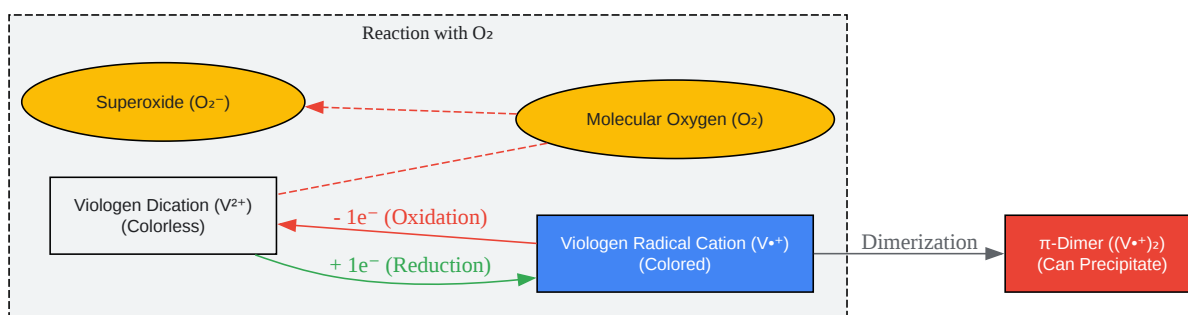 Reaction with O₂
Superoxide (O₂⁻)
Molecular Oxygen (O₂)
Viologen Dication (V²⁺)
(Colorless)
- 1e⁻ (Oxidation)
+ 1e⁻ (Reduction)
Viologen Radical Cation (V•⁺)
(Colored)
Dimerization
π-Dimer ((V•⁺)₂)
(Can Precipitate)